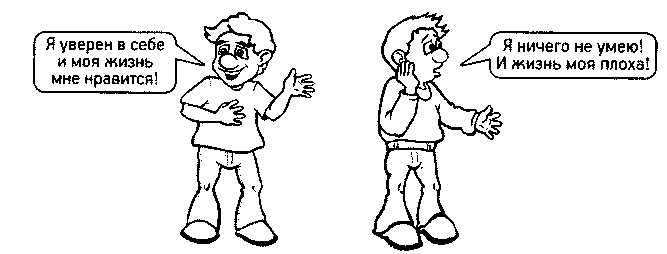 Я уверен в себе
и моя жизнь
мне нравится!
Я ничего не умею!
И жизнь моя плоха!